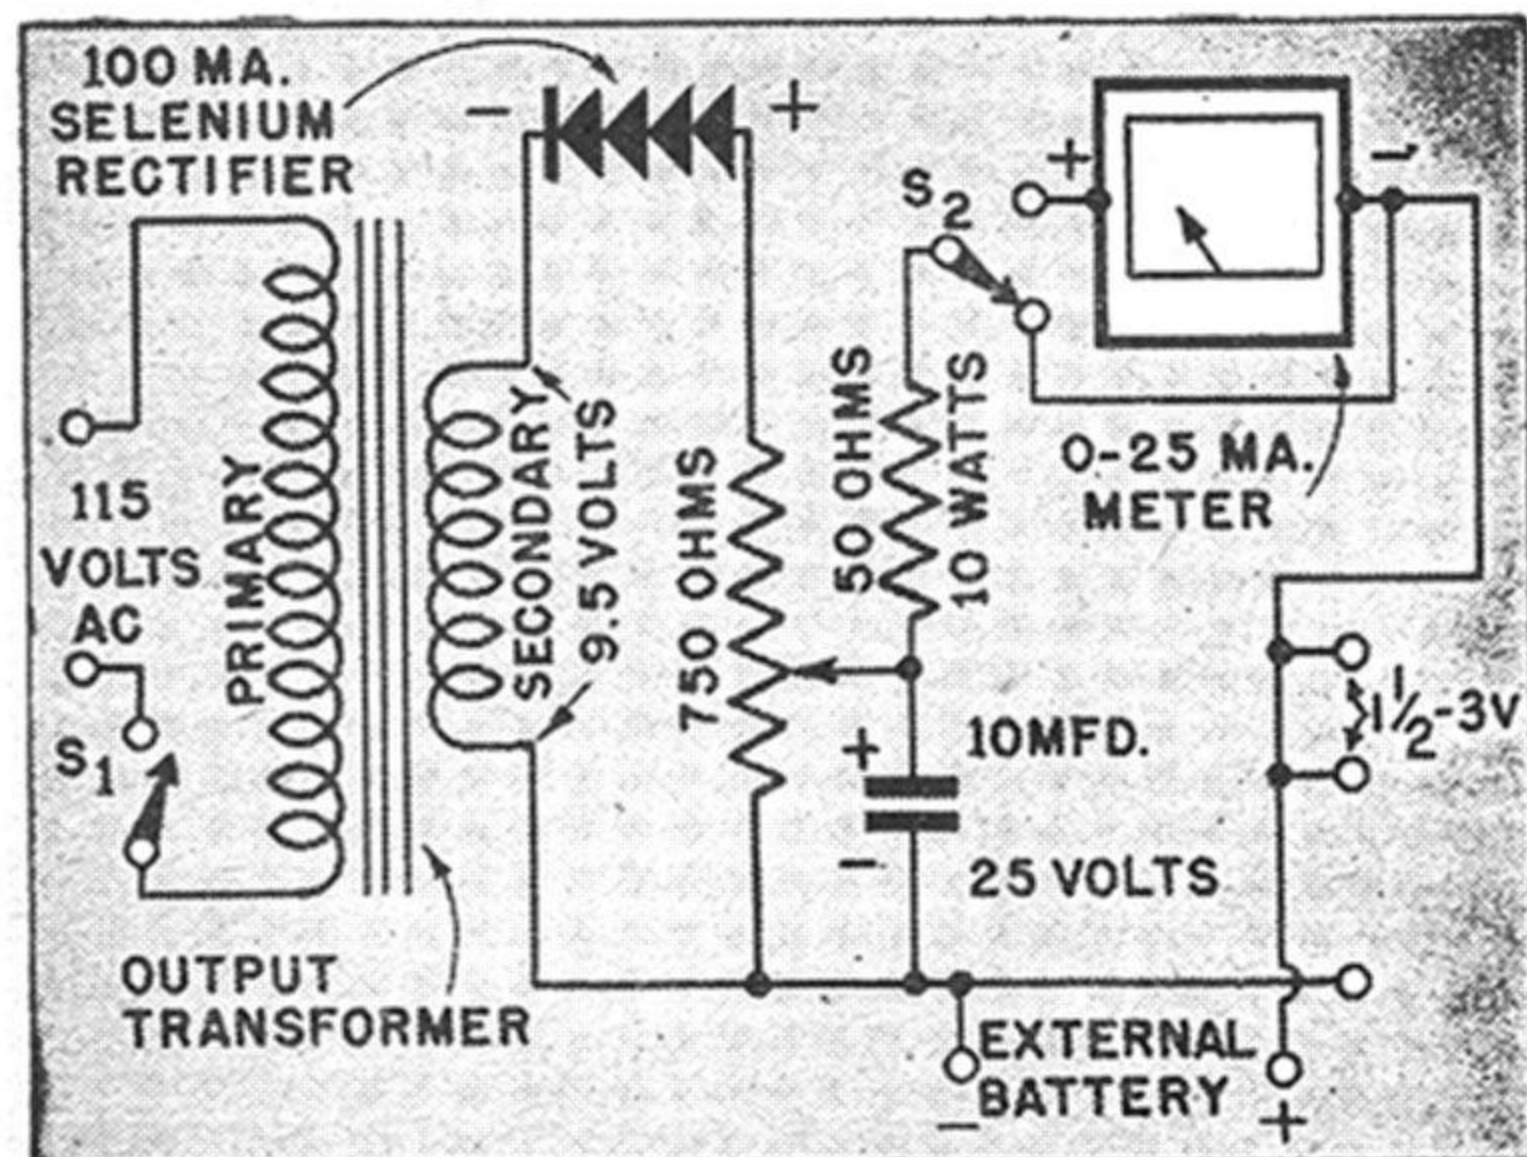 100 MA.
SELENIUM
RECTIFIER
− +
+ −
S2
115
VOLTS
AC
PRIMARY
SECONDARY
9.5 VOLTS
750 OHMS
50 OHMS
10 WATTS
0-25 MA.
METER
S1
1½-3V
+
10MFD.
−
25 VOLTS
OUTPUT
TRANSFORMER
EXTERNAL
BATTERY
− +